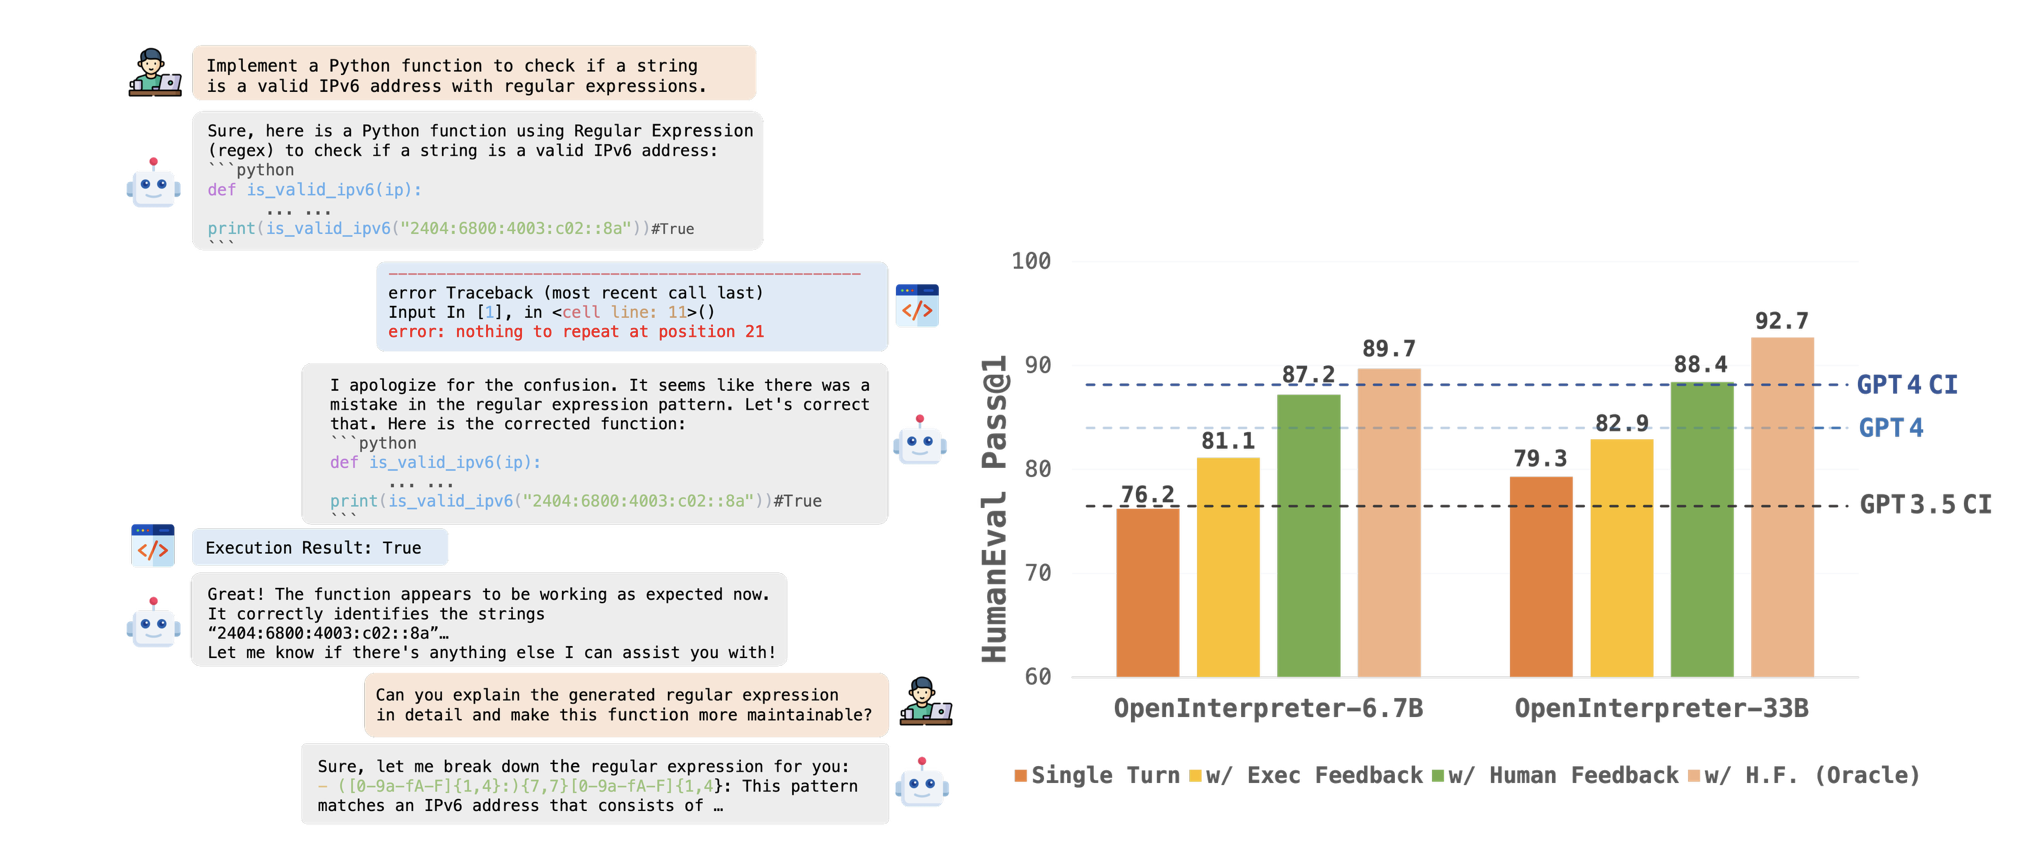 Implement a Python function to check if a string
is a valid IPv6 address with regular expressions.
Sure, here is a Python function using Regular Expression
(regex) to check if a string is a valid IPv6 address:
```python
def is_valid_ipv6(ip):
... ...
print(is_valid_ipv6("2404:6800:4003:c02::8a"))#True
```
</>
error Traceback (most recent call last)
Input In [1], in <cell line: 11>()
error: nothing to repeat at position 21
I apologize for the confusion. It seems like there was a
mistake in the regular expression pattern. Let's correct
that. Here is the corrected function:
```python
def is_valid_ipv6(ip):
... ...
print(is_valid_ipv6("2404:6800:4003:c02::8a"))#True
```
</>
Execution Result: True
Great! The function appears to be working as expected now.
It correctly identifies the strings
“2404:6800:4003:c02::8a”…
Let me know if there's anything else I can assist you with!
Can you explain the generated regular expression
in detail and make this function more maintainable?
Sure, let me break down the regular expression for you:
– ([0-9a-fA-F]{1,4}:){7,7}[0-9a-fA-F]{1,4}: This pattern
matches an IPv6 address that consists of …
HumanEval Pass@1
100
90
80
70
60
76.2
81.1
87.2
89.7
79.3
82.9
88.4
92.7
GPT 4 CI
GPT 4
GPT 3.5 CI
OpenInterpreter-6.7B
OpenInterpreter-33B
Single Turn
w/ Exec Feedback
w/ Human Feedback
w/ H.F. (Oracle)